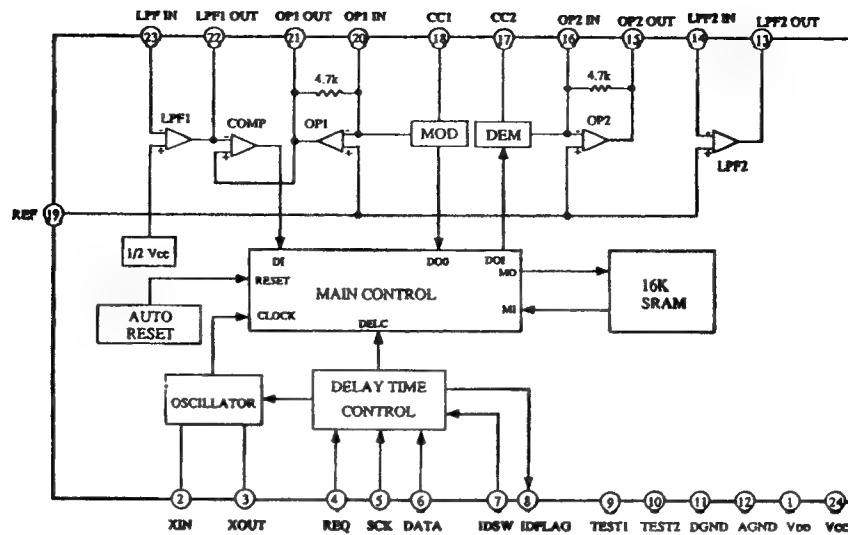 LPF IN LPF1 OUT OP1 OUT OP1 IN CC1 CC2 OP2 IN OP2 OUT LPF2 IN LPF2 OUT
23 22 21 20 18 17 16 15 14 13
4.7k 4.7k
LPF1 COMP OP1 MOD DEM OP2 LPF2
REF 19
1/2 Vcc
DI DO0 DO1
RESET MO
MAIN CONTROL
CLOCK MI
DELC
16K
SRAM
AUTO
RESET
OSCILLATOR
DELAY TIME
CONTROL
2 3 4 5 6 7 8 9 10 11 12 1 24
XIN XOUT REQ SCK DATA IDSW IDFLAG TEST1 TEST2 DGND AGND VDD VCC